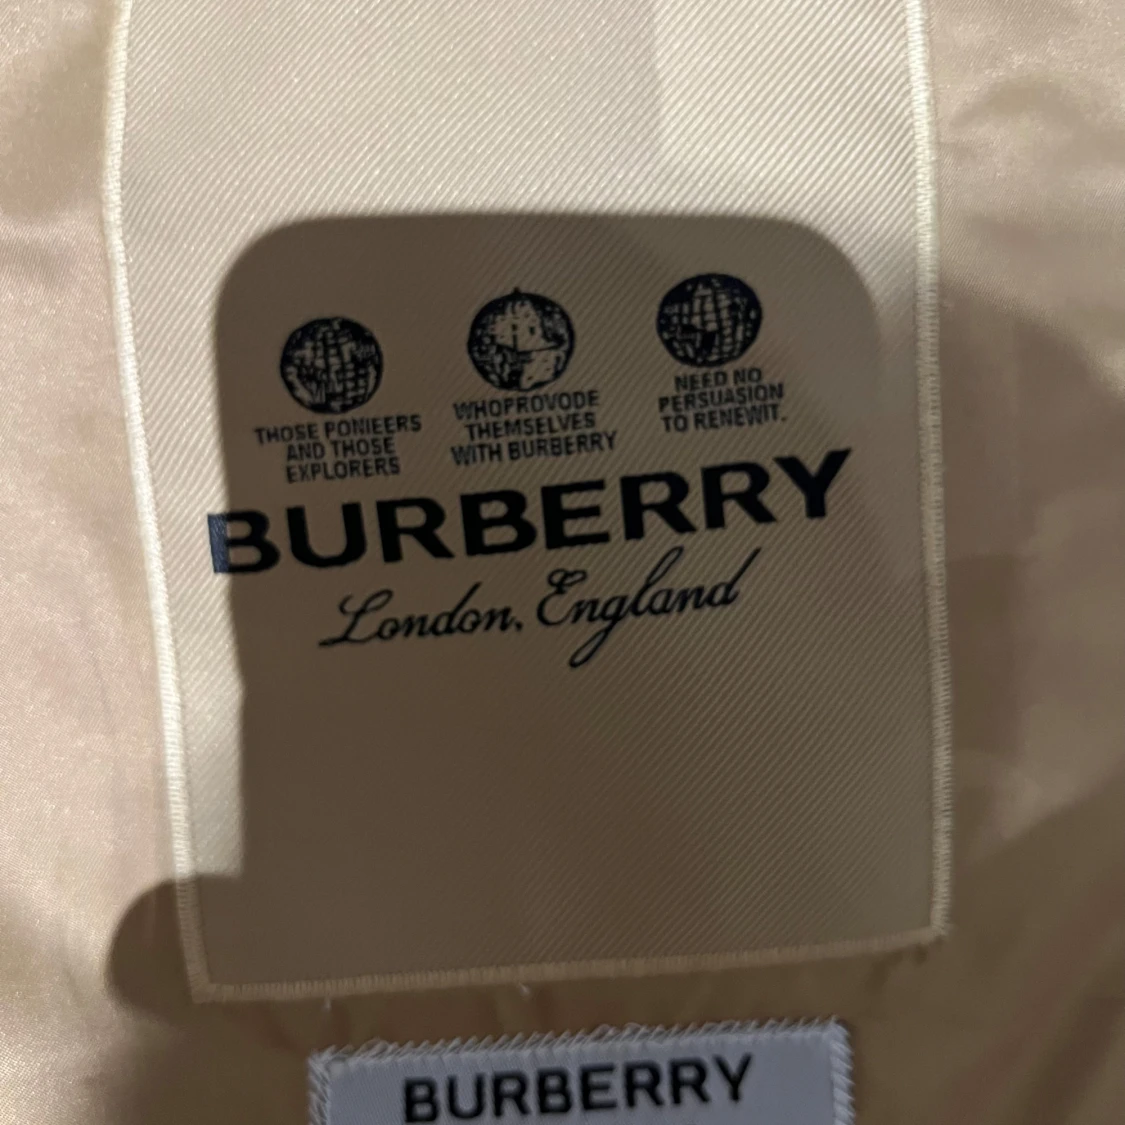 THOSE PONIEERS
AND THOSE
EXPLORERS
WHOPROVODE
THEMSELVES
WITH BURBERRY
NEED NO
PERSUASION
TO RENEWIT.
BURBERRY
London, England
BURBERRY